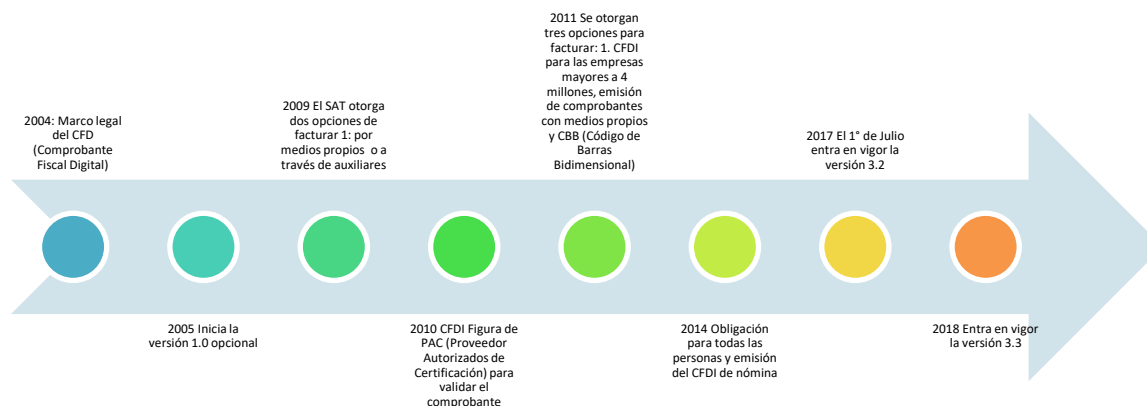 2004: Marco legal
del CFD
(Comprobante
Fiscal Digital)
2005 Inicia la
versión 1.0 opcional
2009 El SAT otorga
dos opciones de
facturar 1: por
medios propios o a
través de auxiliares
2010 CFDI Figura de
PAC (Proveedor
Autorizados de
Certificación) para
validar el
comprobante
2011 Se otorgan
tres opciones para
facturar: 1. CFDI
para las empresas
mayores a 4
millones, emisión
de comprobantes
con medios propios
y CBB (Código de
Barras
Bidimensional)
2014 Obligación
para todas las
personas y emisión
del CFDI de nómina
2017 El 1° de Julio
entra en vigor la
versión 3.2
2018 Entra en vigor
la versión 3.3